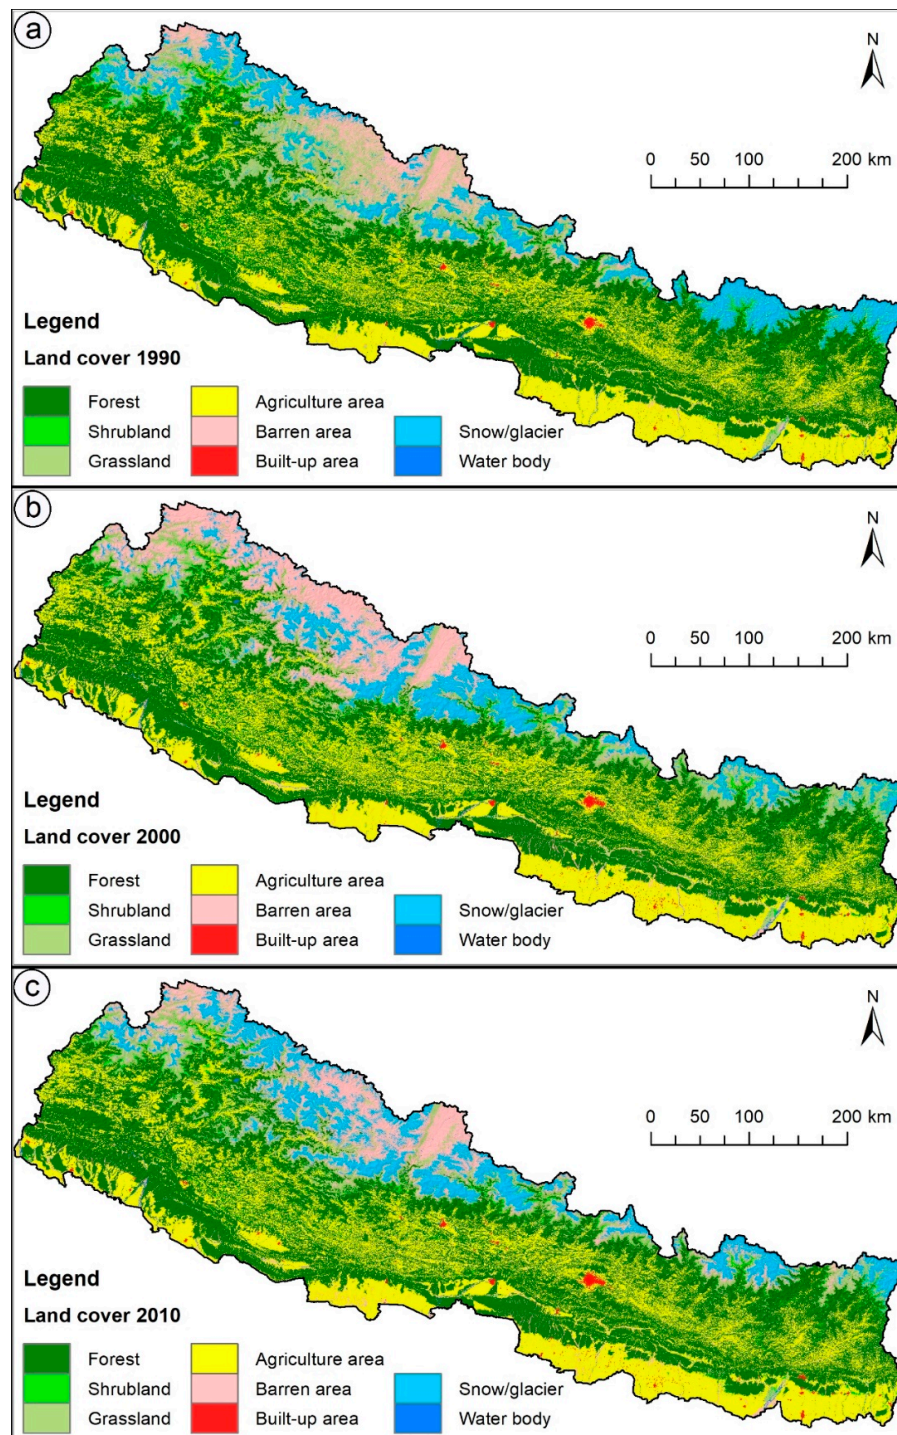 a
N
0 50 100 200 km
Legend
Land cover 1990
Forest Agriculture area
Shrubland Barren area Snow/glacier
Grassland Built-up area Water body
b
N
0 50 100 200 km
Legend
Land cover 2000
Forest Agriculture area
Shrubland Barren area Snow/glacier
Grassland Built-up area Water body
c
N
0 50 100 200 km
Legend
Land cover 2010
Forest Agriculture area
Shrubland Barren area Snow/glacier
Grassland Built-up area Water body